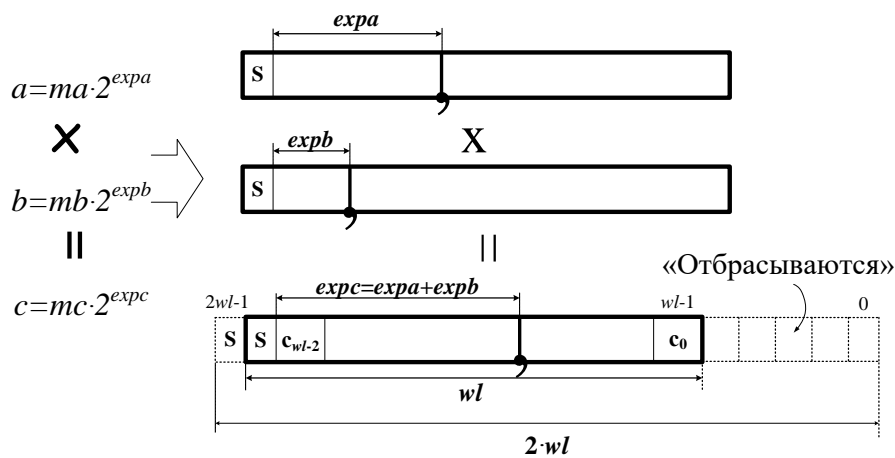 expa
S
a=ma·2^expa
×
X
expb
S
b=mb·2^expb
=
=
«Отбрасываются»
c=mc·2^expc
expc=expa+expb
2wl-1
wl-1
0
S S c_wl-2 c_0
wl
2·wl